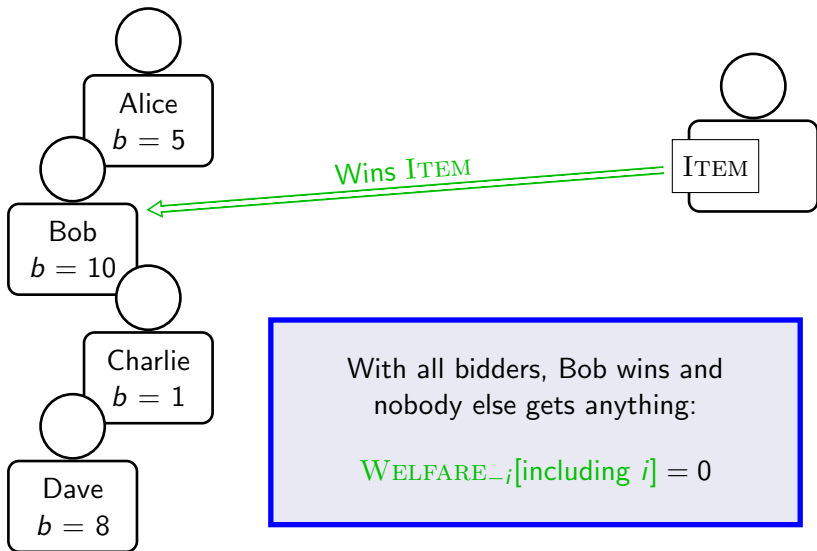 Alice
b = 5
Wins ITEM
ITEM
Bob
b = 10
Charlie
b = 1
Dave
b = 8
With all bidders, Bob wins and
nobody else gets anything:
WELFARE₋ᵢ[including i] = 0